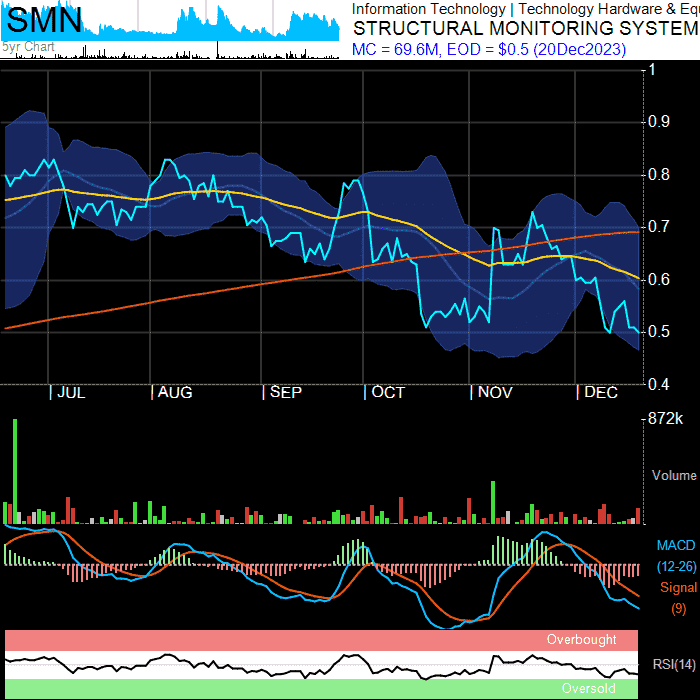 SMN
5yr Chart
Information Technology | Technology Hardware & Equ
STRUCTURAL MONITORING SYSTEM
MC = 69.6M, EOD = $0.5 (20Dec2023)
1
0.9
0.8
0.7
0.6
0.5
0.4
| JUL | AUG | SEP | OCT | NOV | DEC
872k
Volume
MACD
(12-26)
Signal
(9)
Overbought
RSI(14)
Oversold